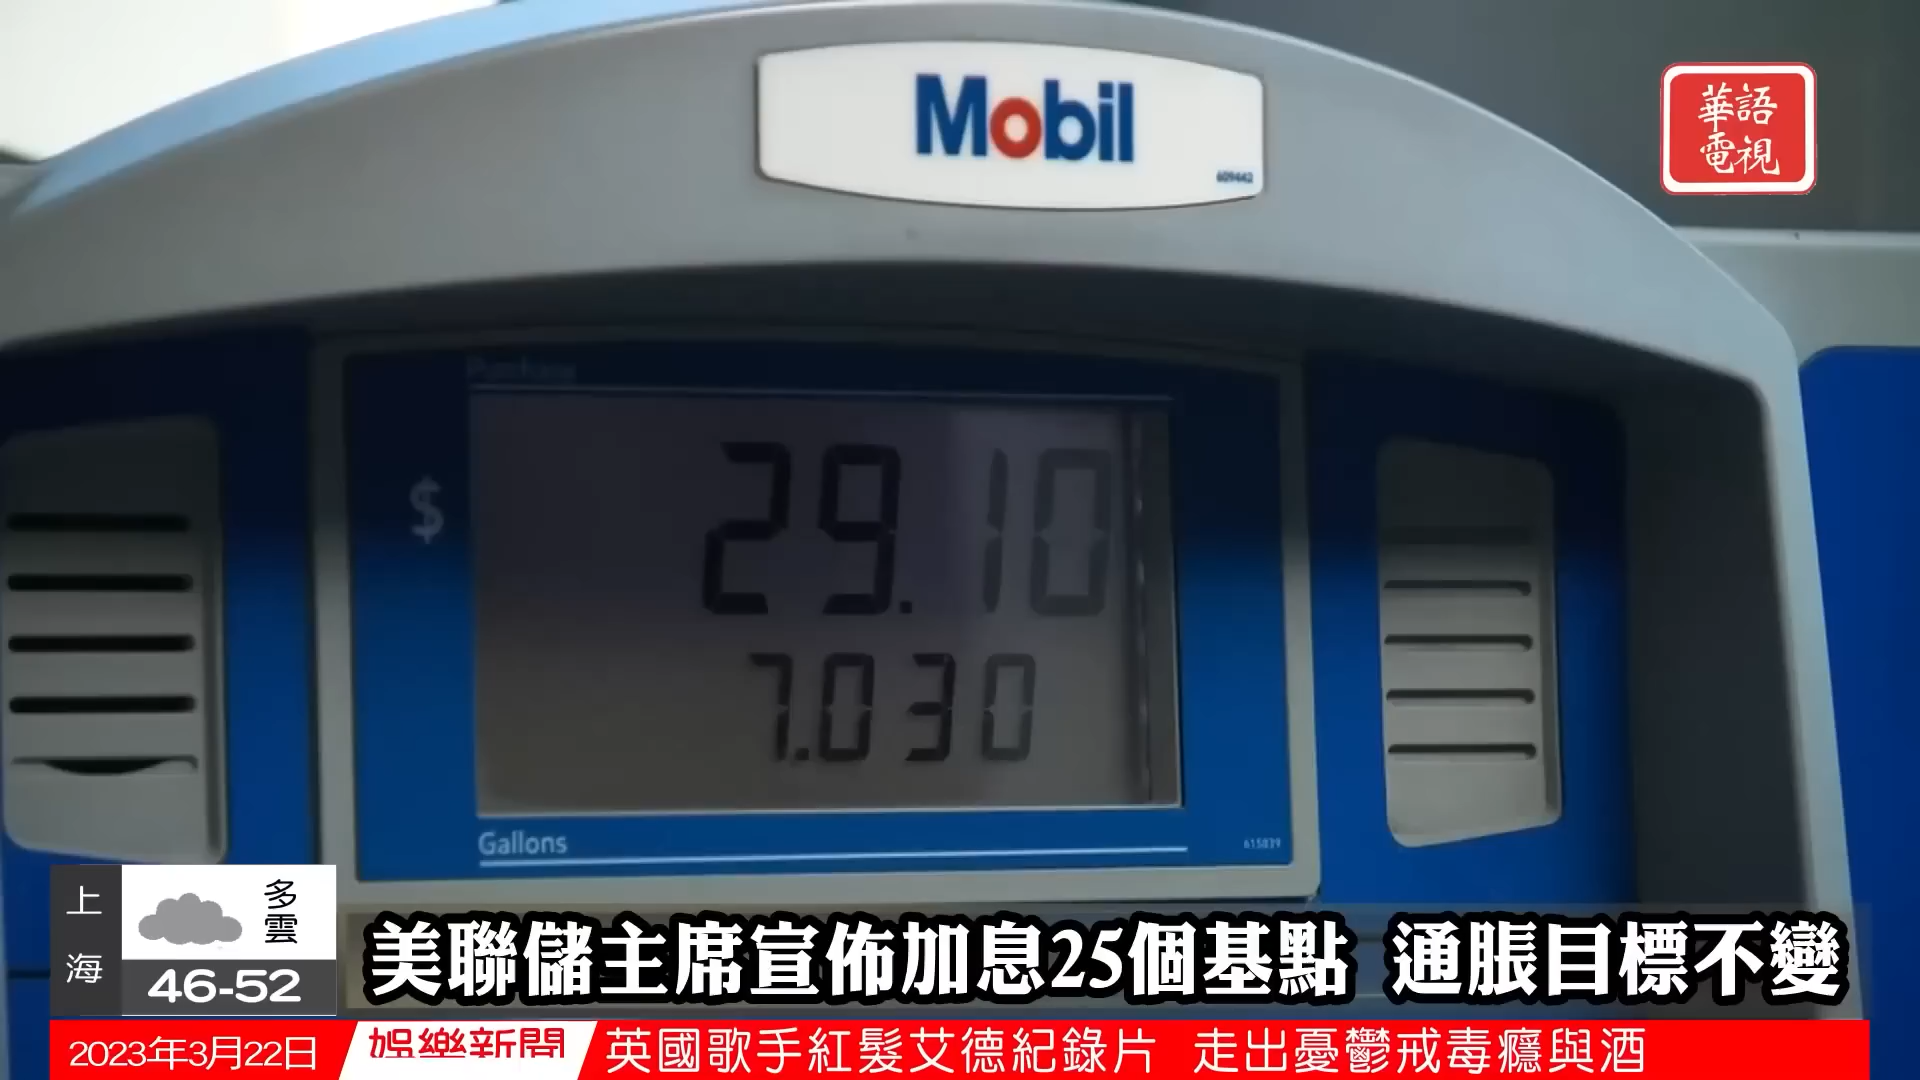 Mobil
609442
華語
電視
Purchase
$ 29.10
7.030
Gallons
615039
上海
多雲
46-52
美聯儲主席宣佈加息25個基點 通脹目標不變
2023年3月22日
娛樂新聞
英國歌手紅髮艾德紀錄片 走出憂鬱戒毒癮與酒